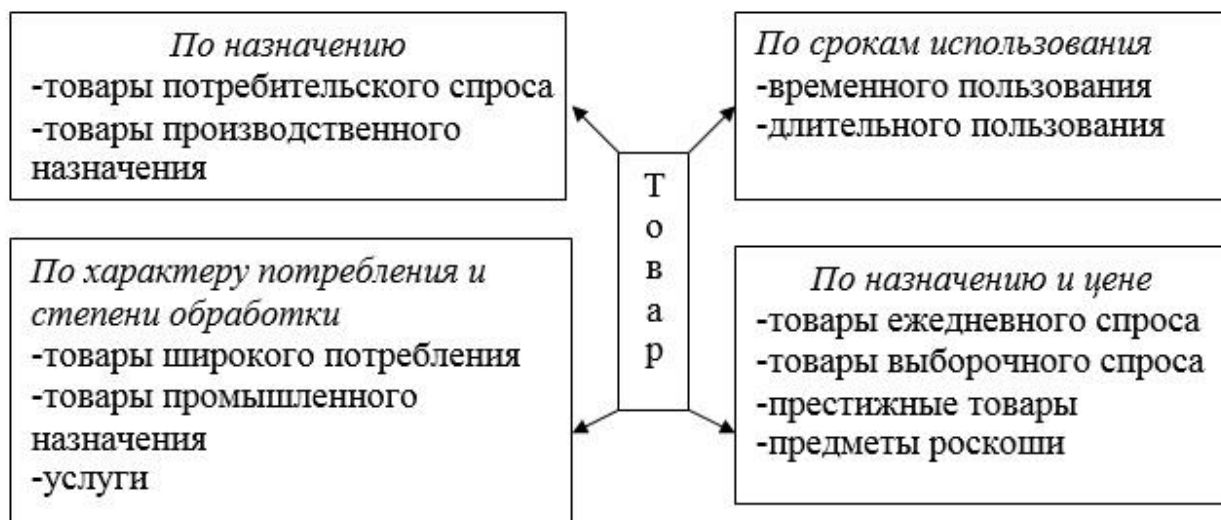 По назначению
-товары потребительского спроса
-товары производственного
назначения
По срокам использования
-временного пользования
-длительного пользования
Товар
По характеру потребления и
степени обработки
-товары широкого потребления
-товары промышленного
назначения
-услуги
По назначению и цене
-товары ежедневного спроса
-товары выборочного спроса
-престижные товары
-предметы роскоши